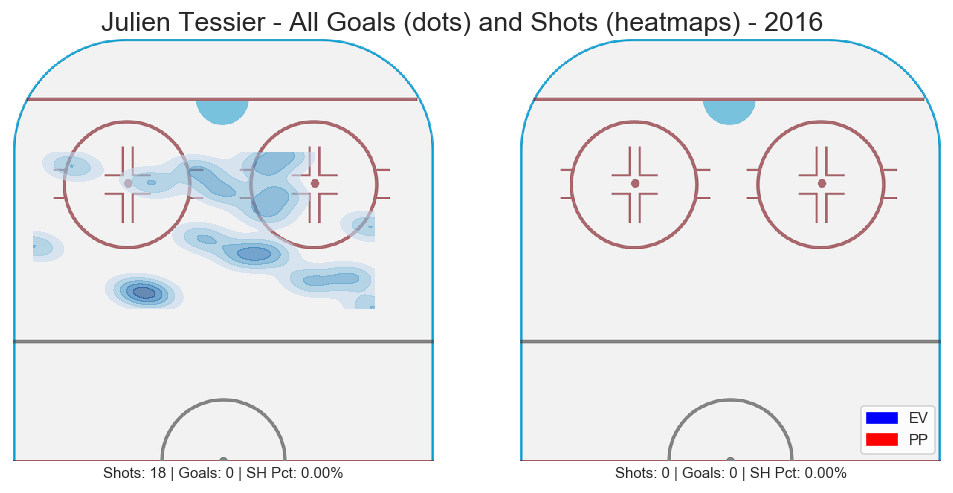 Julien Tessier - All Goals (dots) and Shots (heatmaps) - 2016
EV
PP
Shots: 18 | Goals: 0 | SH Pct: 0.00%
Shots: 0 | Goals: 0 | SH Pct: 0.00%